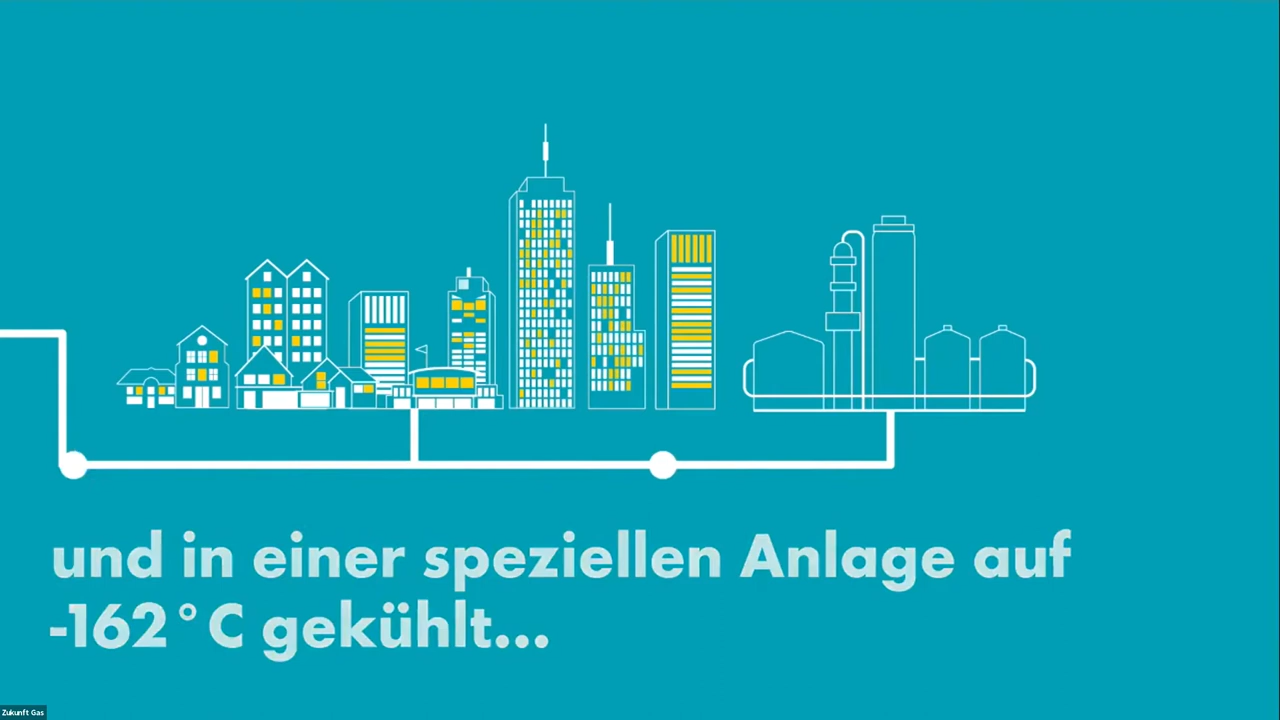 und in einer speziellen Anlage auf
-162°C gekühlt...
Zukunft Gas